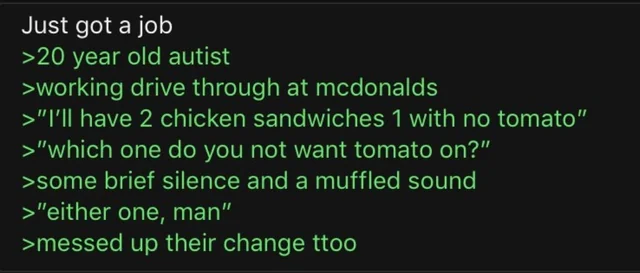 Just got a job
>20 year old autist
>working drive through at mcdonalds
>"I'll have 2 chicken sandwiches 1 with no tomato"
>"which one do you not want tomato on?"
>some brief silence and a muffled sound
>"either one, man"
>messed up their change ttoo